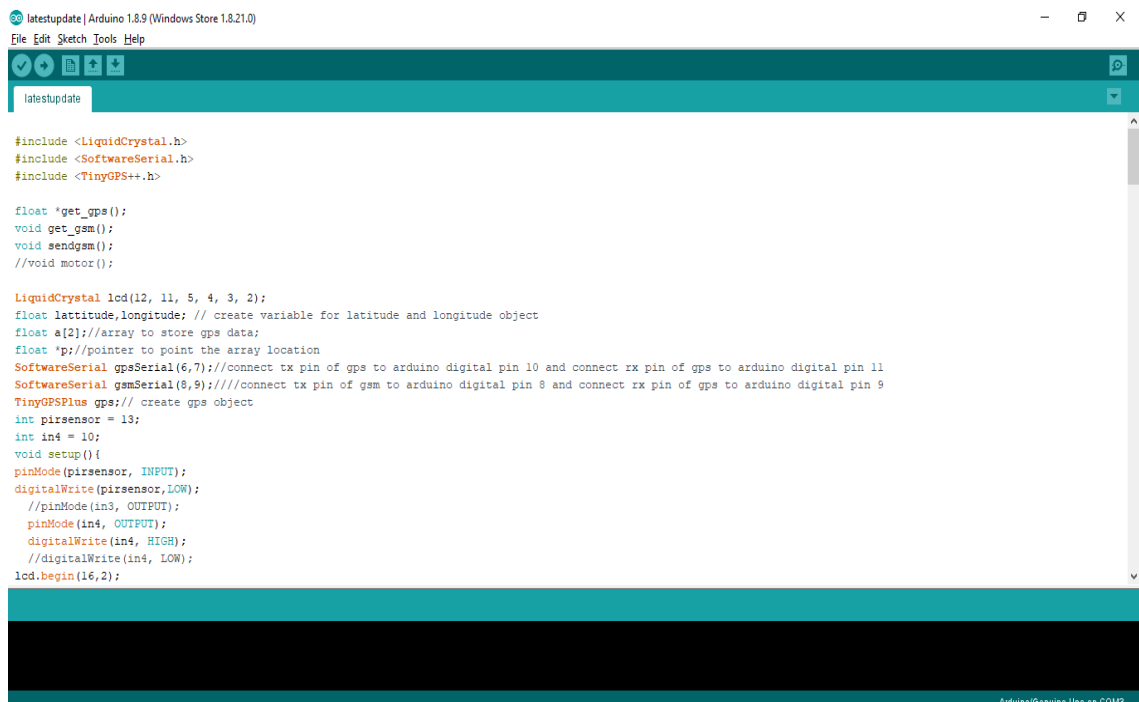 latestupdate | Arduino 1.8.9 (Windows Store 1.8.21.0)
File Edit Sketch Tools Help
latestupdate
#include <LiquidCrystal.h>
#include <SoftwareSerial.h>
#include <TinyGPS++.h>
float *get_gps();
void get_gsm();
void sendgsm();
//void motor();
LiquidCrystal lcd(12, 11, 5, 4, 3, 2);
float lattitude,longitude; // create variable for latitude and longitude object
float a[2];//array to store gps data;
float *p;//pointer to point the array location
SoftwareSerial gpsSerial(6,7);//connect tx pin of gps to arduino digital pin 10 and connect rx pin of gps to arduino digital pin 11
SoftwareSerial gsmSerial(8,9);////connect tx pin of gsm to arduino digital pin 8 and connect rx pin of gps to arduino digital pin 9
TinyGPSPlus gps;// create gps object
int pirsensor = 13;
int in4 = 10;
void setup(){
pinMode(pirsensor, INPUT);
digitalWrite(pirsensor,LOW);
//pinMode(in3, OUTPUT);
pinMode(in4, OUTPUT);
digitalWrite(in4, HIGH);
//digitalWrite(in4, LOW);
lcd.begin(16,2);
Arduino/Genuino Uno on COM3